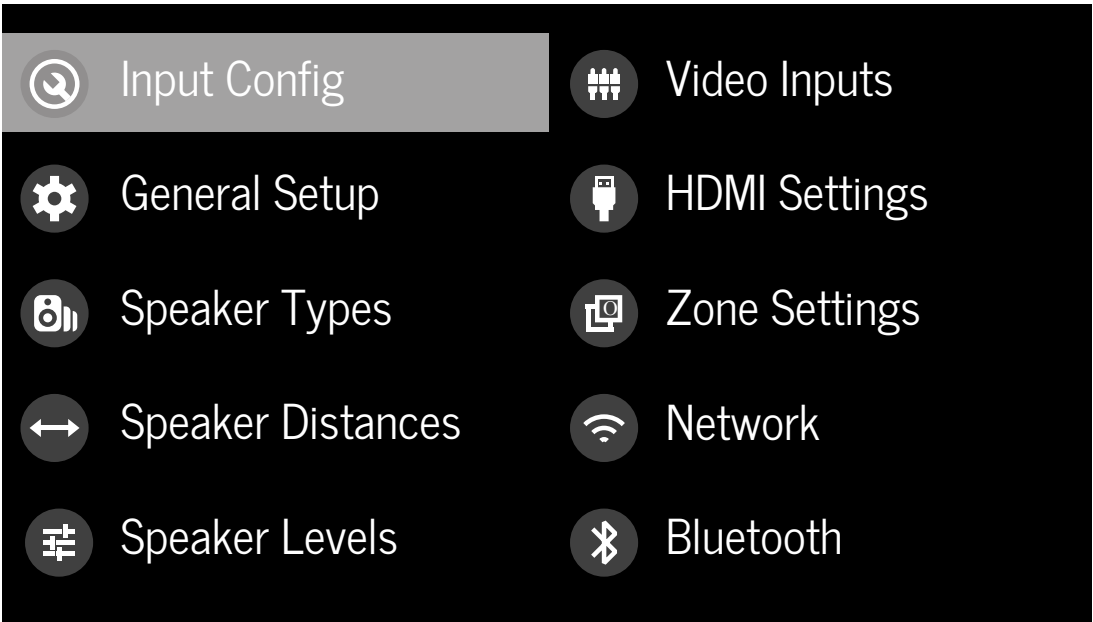 Input Config
General Setup
Speaker Types
Speaker Distances
Speaker Levels
Video Inputs
HDMI Settings
O
Zone Settings
Network
Bluetooth